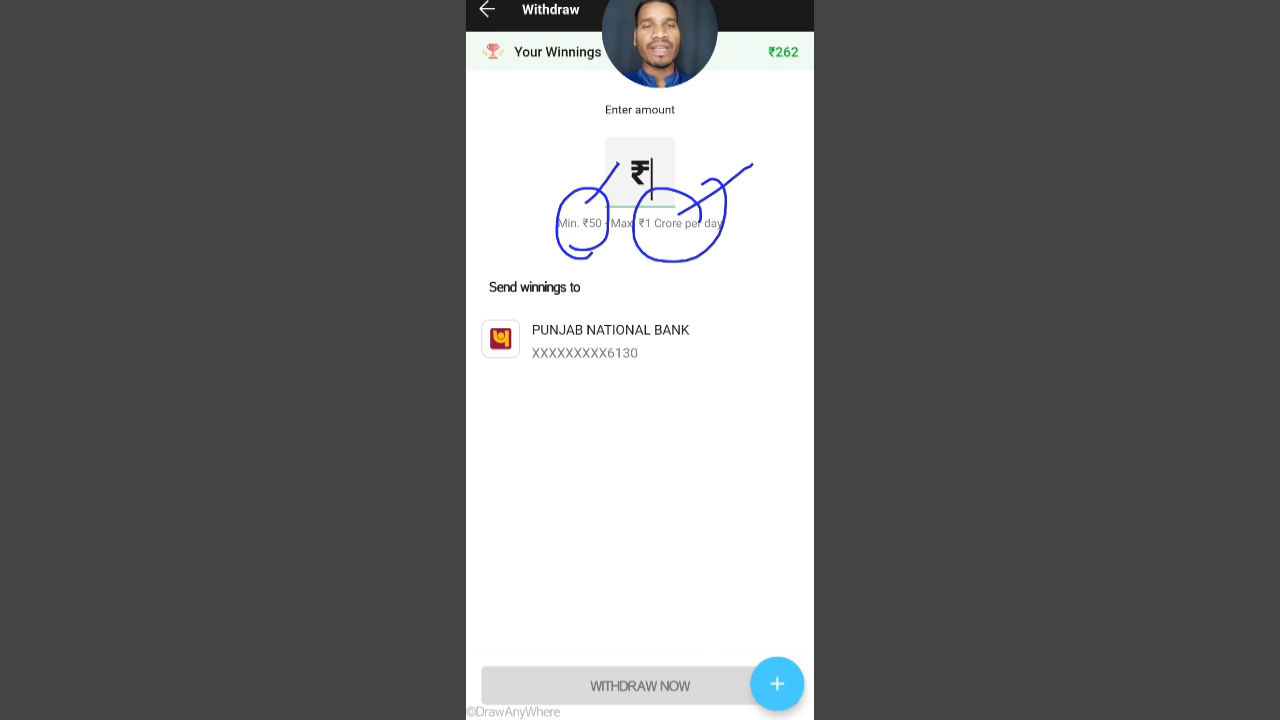 Withdraw
Your Winnings ₹262
Enter amount
₹
Min. ₹50 - Max ₹1 Crore per day
Send winnings to
PUNJAB NATIONAL BANK
XXXXXXXXX6130
WITHDRAW NOW
©DrawAnyWhere